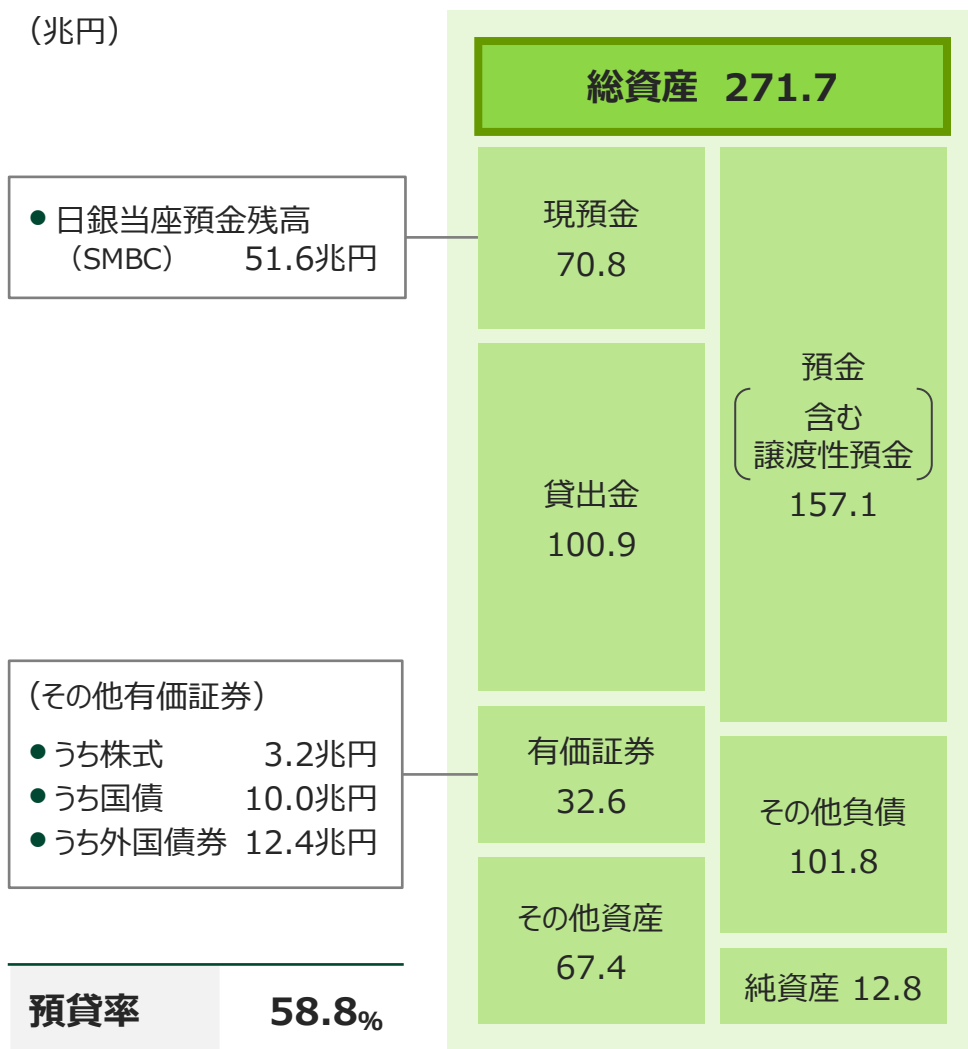 （兆円）
総資産 271.7
● 日銀当座預金残高
（SMBC） 51.6兆円
現預金
70.8
貸出金
100.9
預金
含む
譲渡性預金
157.1
（その他有価証券）
● うち株式 3.2兆円
● うち国債 10.0兆円
● うち外国債券 12.4兆円
有価証券
32.6
その他負債
101.8
その他資産
67.4
純資産 12.8
預貸率 58.8%